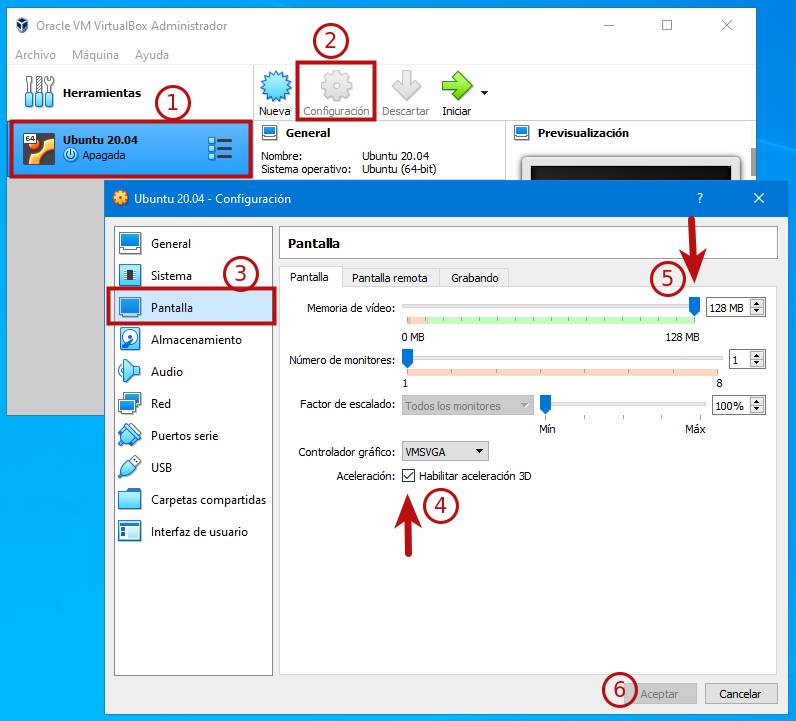 Oracle VM VirtualBox Administrador
Archivo Máquina Ayuda
2
Herramientas
1
Nueva Configuración Descartar Iniciar
64
Ubuntu 20.04
Apagada
General
Nombre: Ubuntu 20.04
Sistema operativo: Ubuntu (64-bit)
Previsualización
Ubuntu 20.04 - Configuración
?
General
Sistema
3
Pantalla
Almacenamiento
Audio
Red
Puertos serie
USB
Carpetas compartidas
Interfaz de usuario
Pantalla
5
Pantalla Pantalla remota Grabando
Memoria de vídeo: 128 MB
0 MB 128 MB
Número de monitores: 1
1 8
Factor de escalado: Todos los monitores 100%
Mín Máx
Controlador gráfico: VMSVGA
Aceleración: Habilitar aceleración 3D
4
6 Aceptar Cancelar